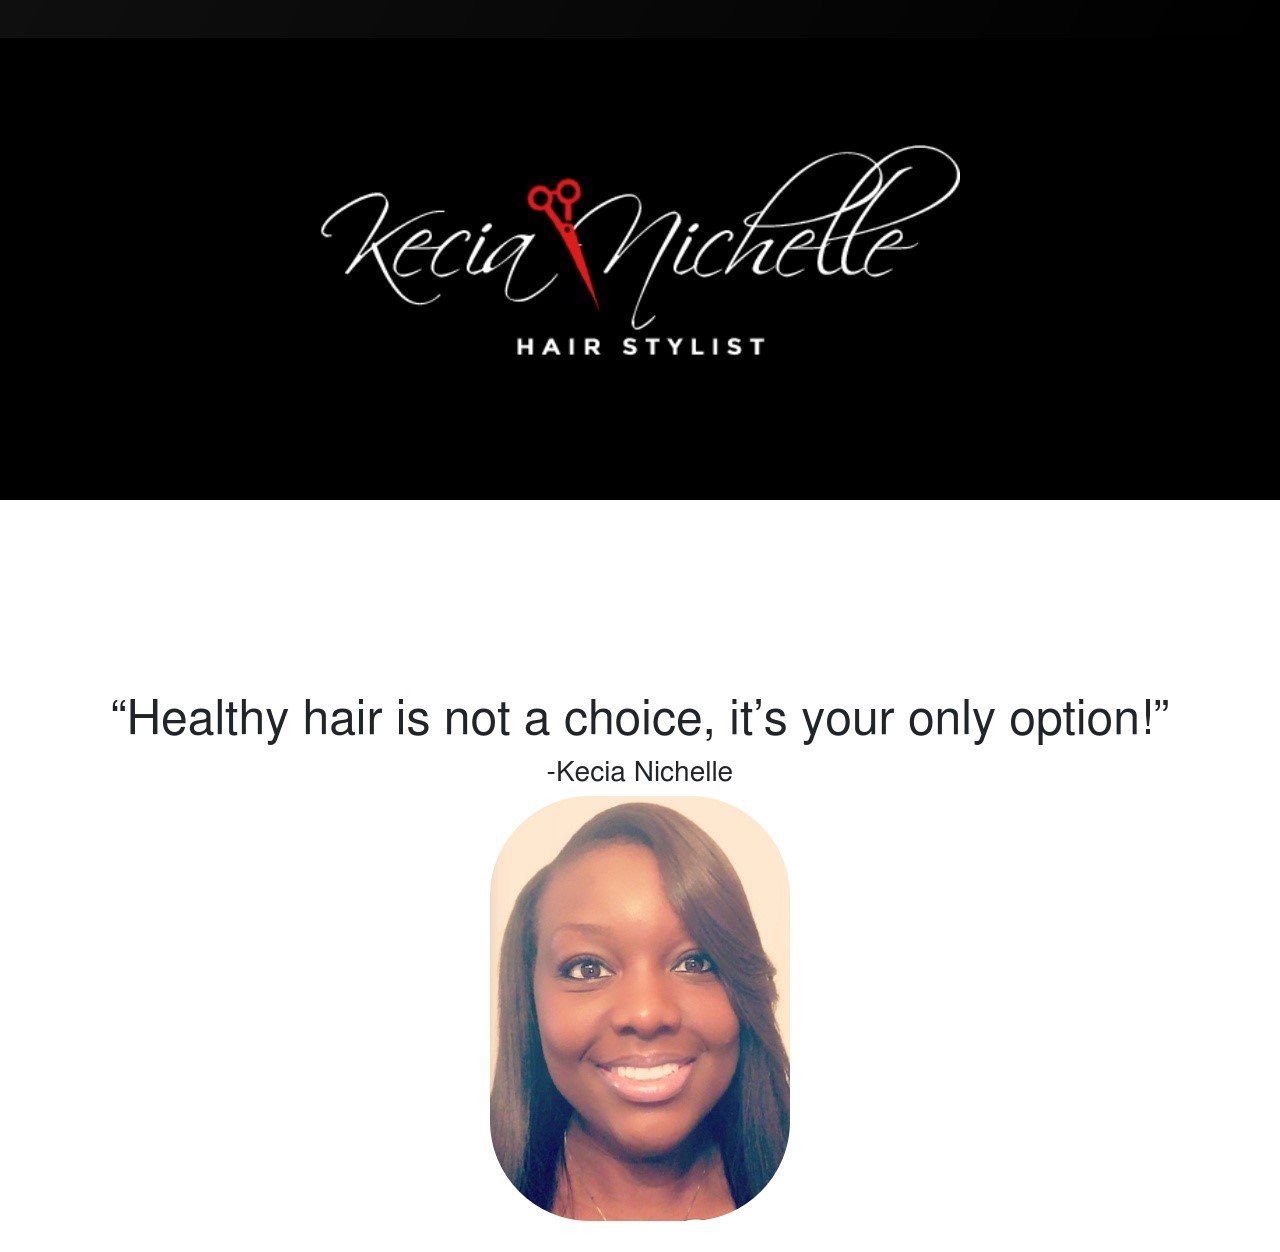 Kecia Nichelle
HAIR STYLIST
“Healthy hair is not a choice, it’s your only option!”
-Kecia Nichelle